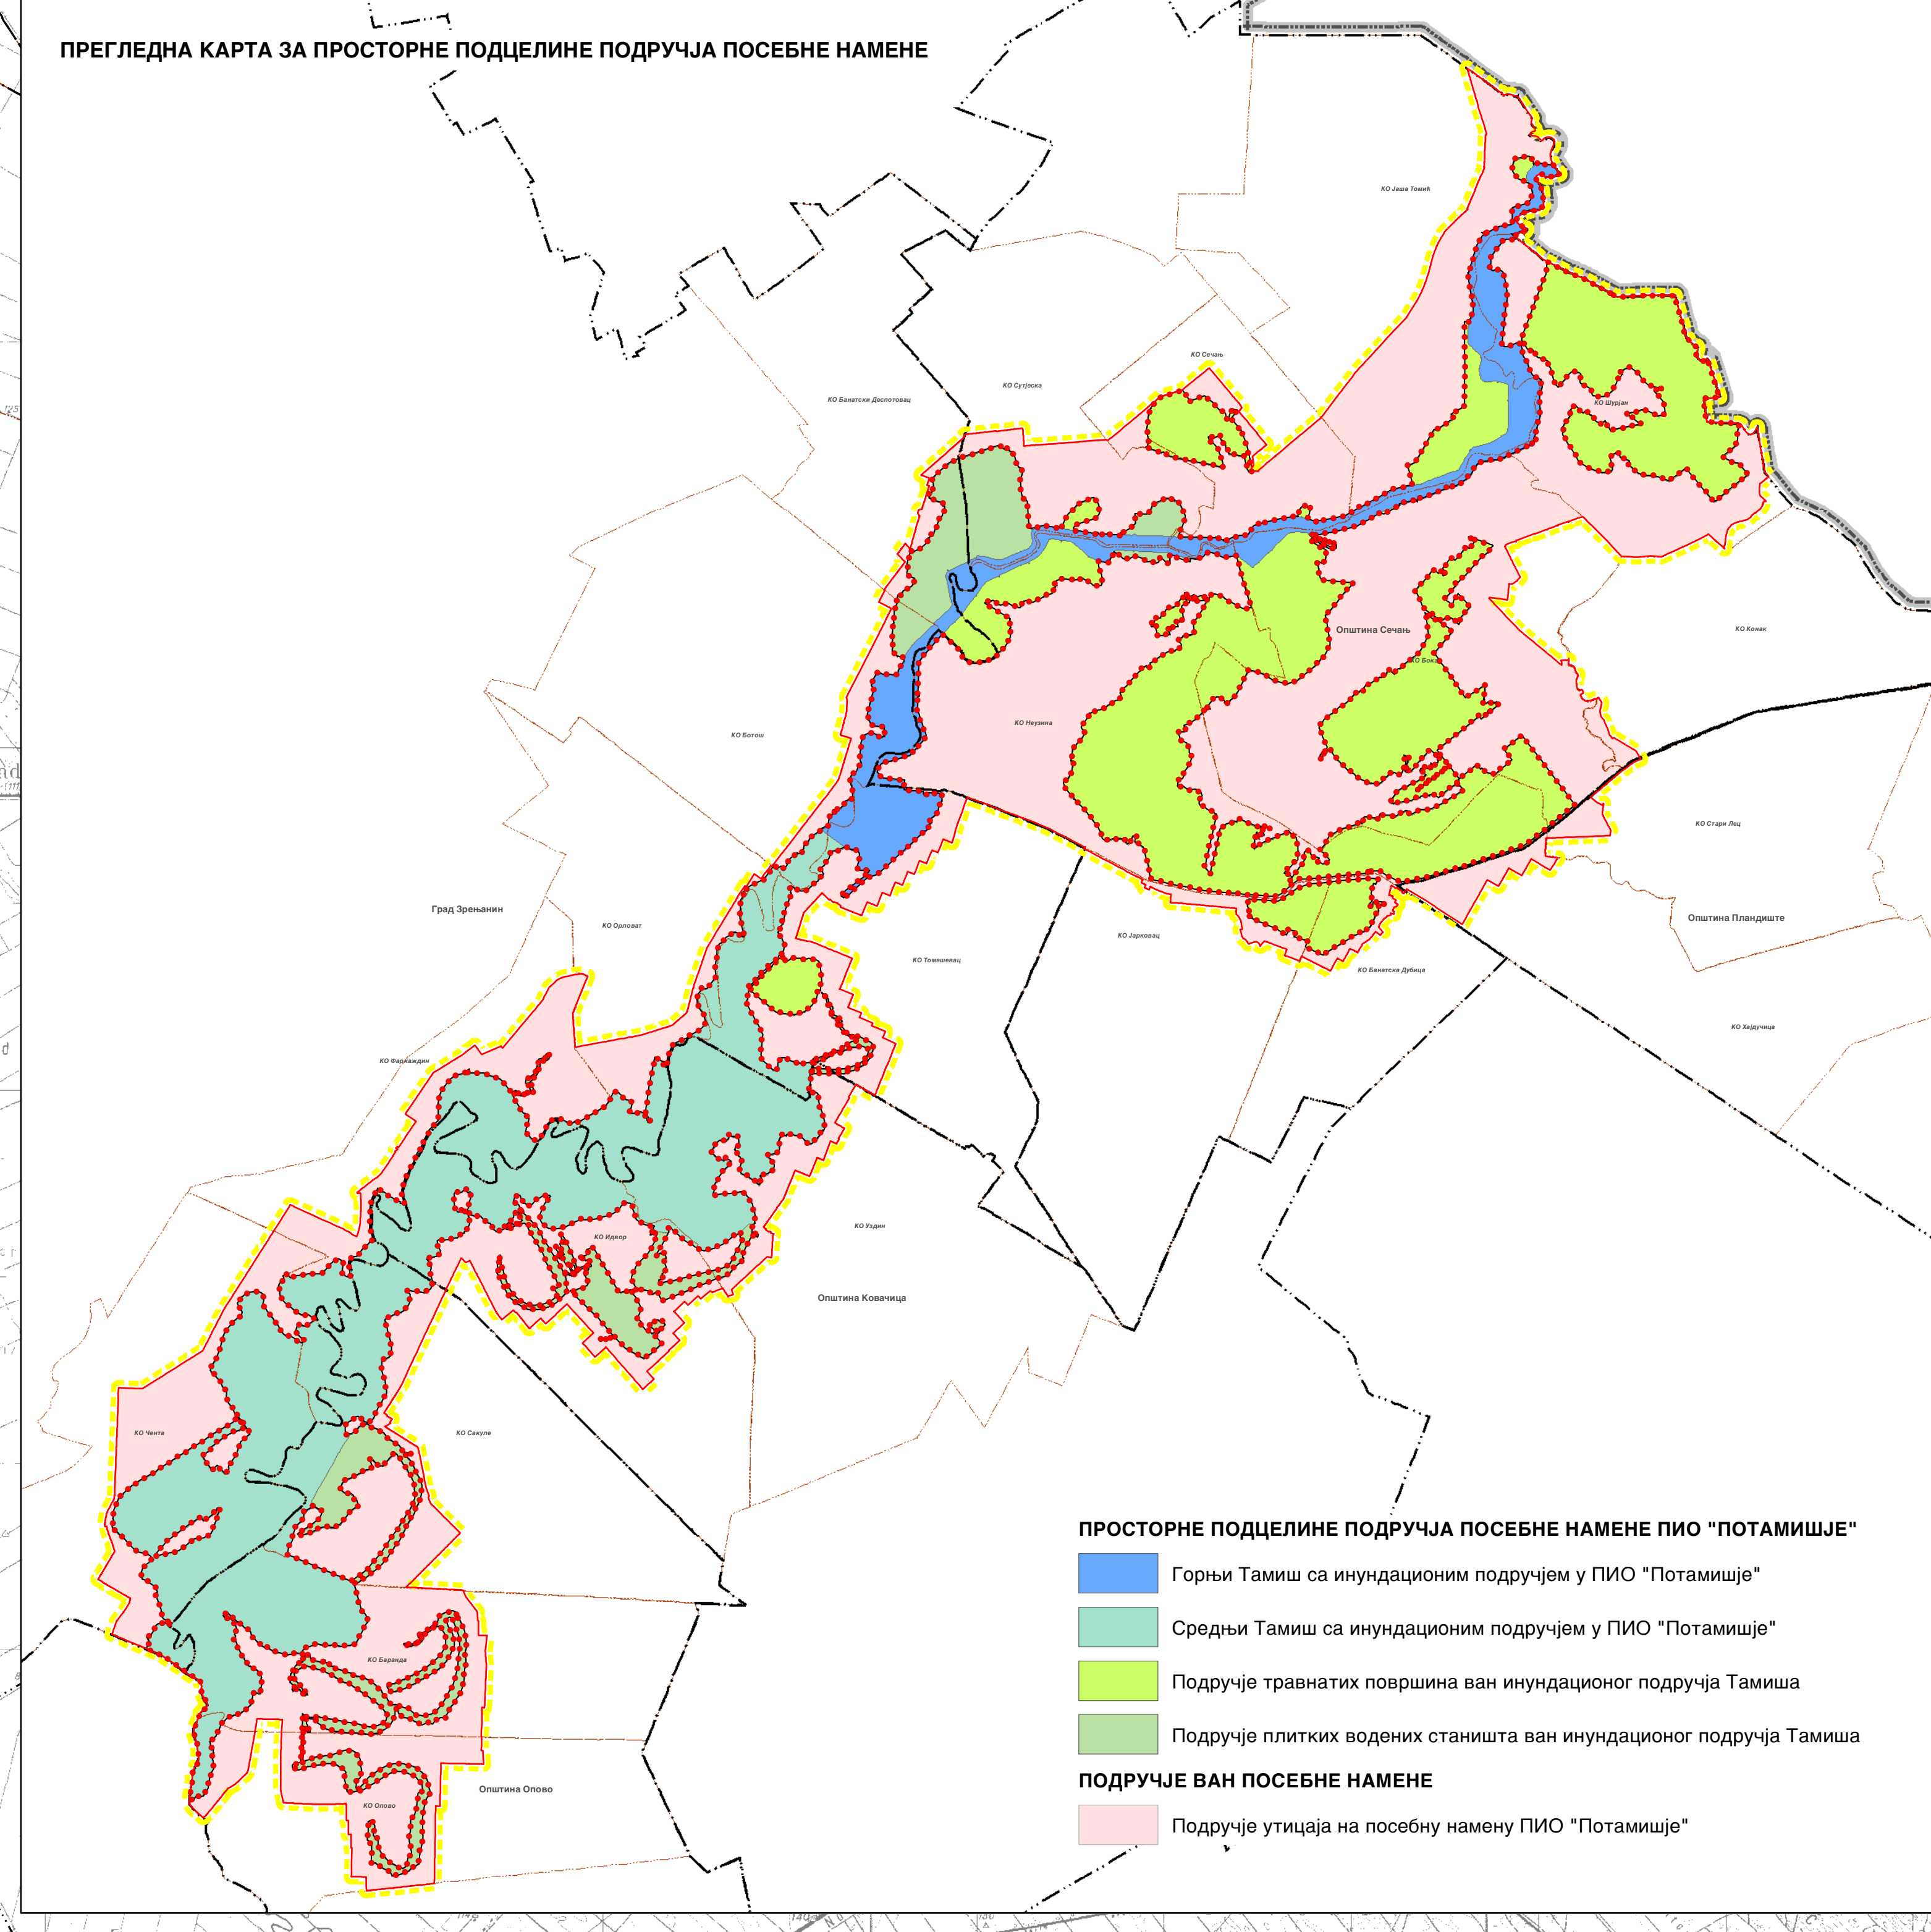 ПРЕГЛЕДНА КАРТА ЗА ПРОСТОРНЕ ПОДЦЕЛИНЕ ПОДРУЧЈА ПОСЕБНЕ НАМЕНЕ
КО Јаша Томић
КО Сечањ
КО Сутјеска
КО Банатски Деспотовац
КО Шурјан
Општина Сечањ
КО Конак
КО Бока
КО Неузина
КО Ботош
КО Стари Лец
Град Зрењанин
Општина Пландиште
КО Орловат
КО Јарковац
КО Томашевац
КО Банатска Дубица
КО Хајдучица
КО Фаркаждин
КО Уздин
КО Идвор
Општина Ковачица
КО Чента
КО Сакуле
КО Баранда
Општина Опово
КО Опово
ПРОСТОРНЕ ПОДЦЕЛИНЕ ПОДРУЧЈА ПОСЕБНЕ НАМЕНЕ ПИО "ПОТАМИШЈЕ"
Горњи Тамиш са инундационим подручјем у ПИО "Потамишје"
Средњи Тамиш са инундационим подручјем у ПИО "Потамишје"
Подручје травнатих површина ван инундационог подручја Тамиша
Подручје плитких водених станишта ван инундационог подручја Тамиша
ПОДРУЧЈЕ ВАН ПОСЕБНЕ НАМЕНЕ
Подручје утицаја на посебну намену ПИО "Потамишје"